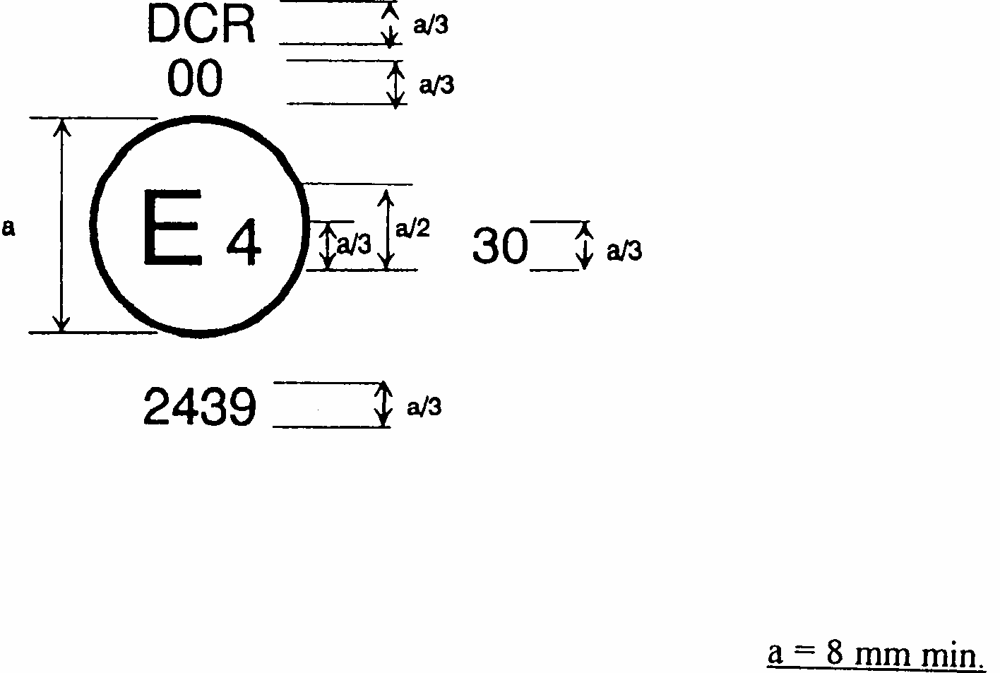 DCR a/3
00 a/3
a E 4 a/3 a/2 30 a/3
2439 a/3
a = 8 mm min.